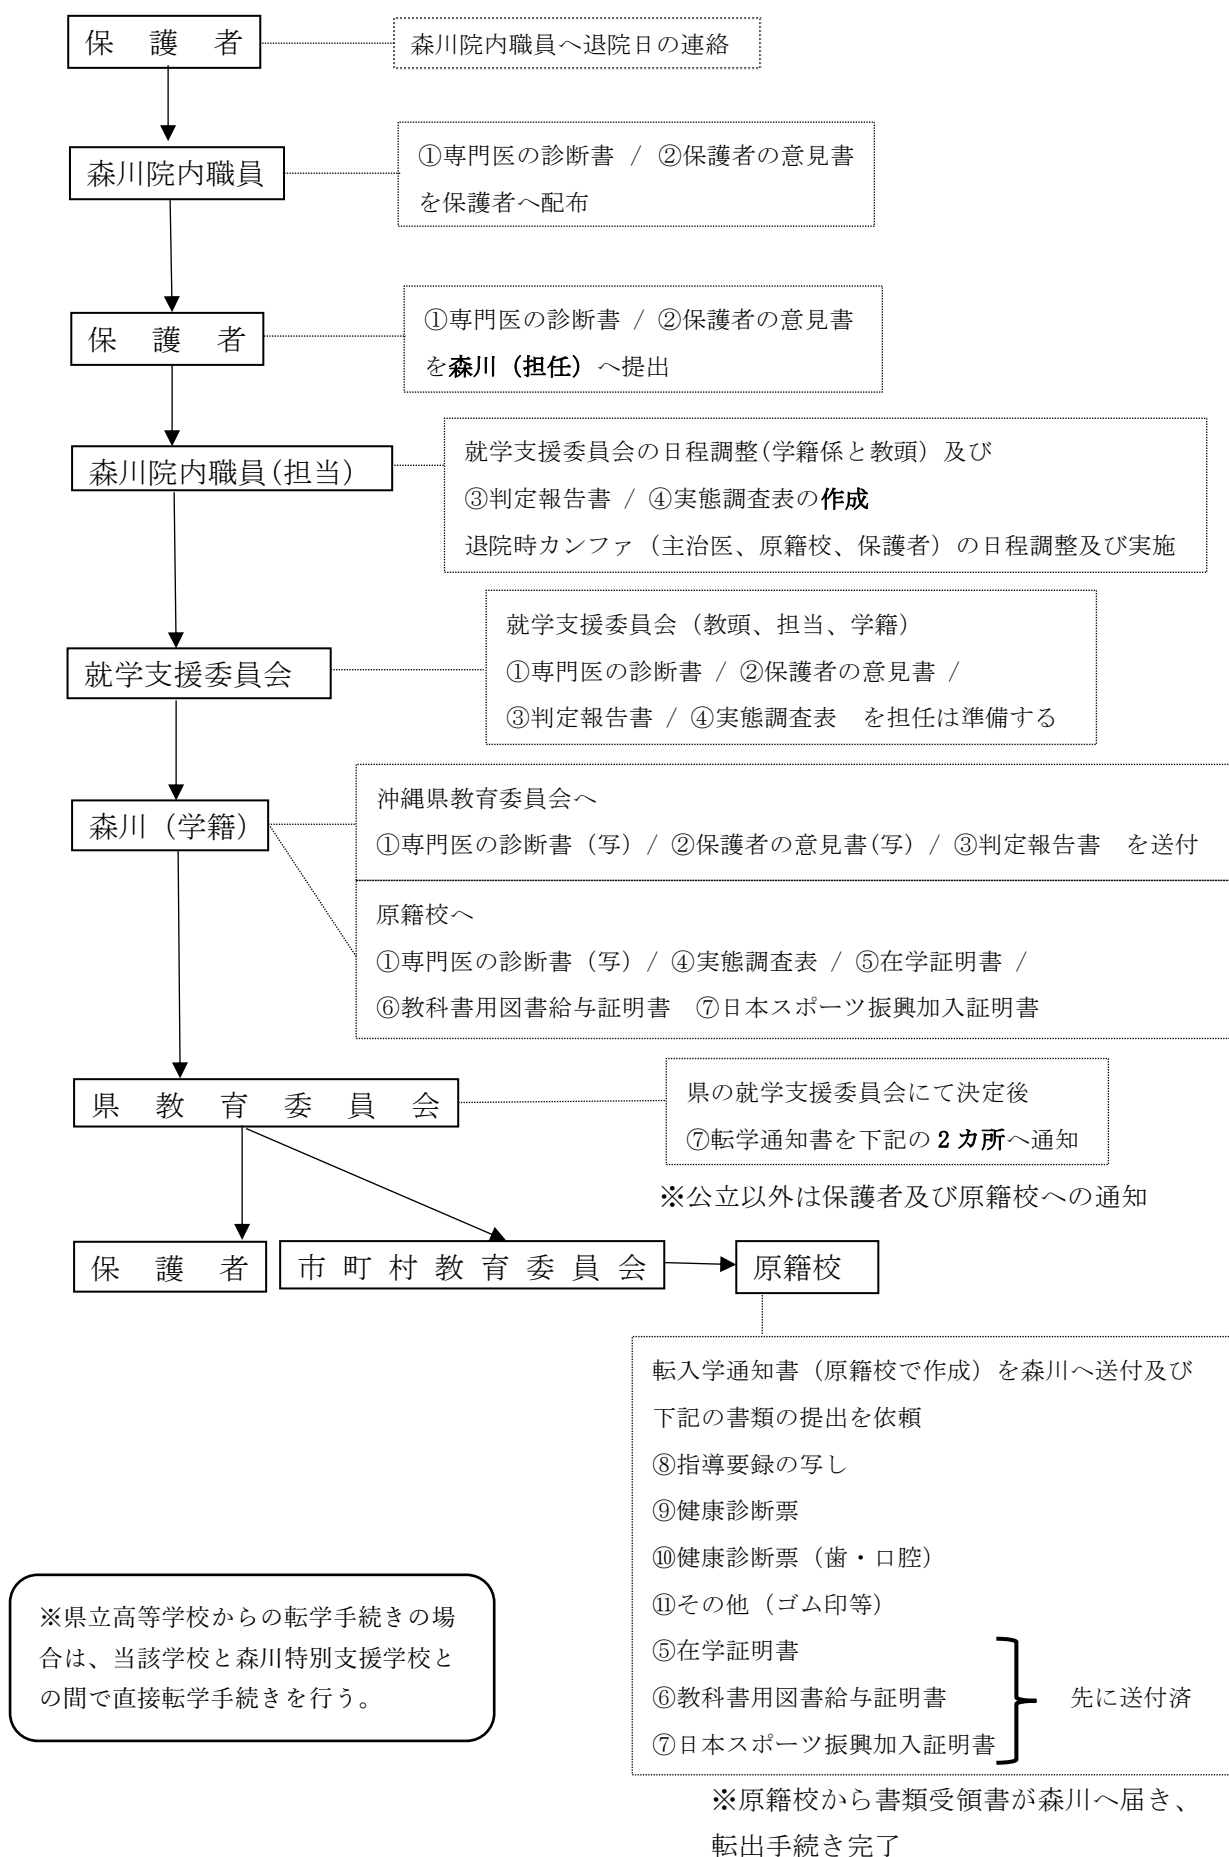 保　護　者
森川院内職員へ退院日の連絡
森川院内職員
①専門医の診断書 / ②保護者の意見書
を保護者へ配布
保　護　者
①専門医の診断書 / ②保護者の意見書
を森川（担任）へ提出
森川院内職員(担当）
就学支援委員会の日程調整(学籍係と教頭）及び
③判定報告書 / ④実態調査表の作成
退院時カンファ（主治医、原籍校、保護者）の日程調整及び実施
就学支援委員会
就学支援委員会（教頭、担当、学籍）
①専門医の診断書 / ②保護者の意見書 /
③判定報告書 / ④実態調査表　を担任は準備する
森川（学籍）
沖縄県教育委員会へ
①専門医の診断書（写）/ ②保護者の意見書(写）/ ③判定報告書　を送付
原籍校へ
①専門医の診断書（写）/ ④実態調査表 / ⑤在学証明書 /
⑥教科書用図書給与証明書　⑦日本スポーツ振興加入証明書
県　教　育　委　員　会
県の就学支援委員会にて決定後
⑦転学通知書を下記の２カ所へ通知
※公立以外は保護者及び原籍校への通知
保　護　者
市 町 村 教 育 委 員 会
原籍校
転入学通知書（原籍校で作成）を森川へ送付及び
下記の書類の提出を依頼
⑧指導要録の写し
⑨健康診断票
⑩健康診断票（歯・口腔）
⑪その他（ゴム印等）
⑤在学証明書
⑥教科書用図書給与証明書　先に送付済
⑦日本スポーツ振興加入証明書
※県立高等学校からの転学手続きの場
合は、当該学校と森川特別支援学校と
の間で直接転学手続きを行う。
※原籍校から書類受領書が森川へ届き、
転出手続き完了